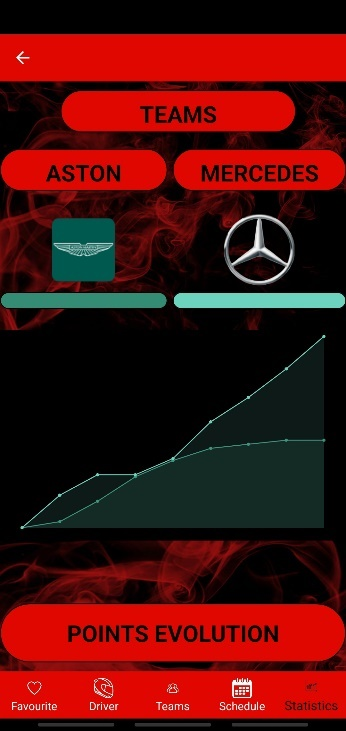 TEAMS
ASTON
MERCEDES
POINTS EVOLUTION
Favourite
Driver
Teams
Schedule
Statistics